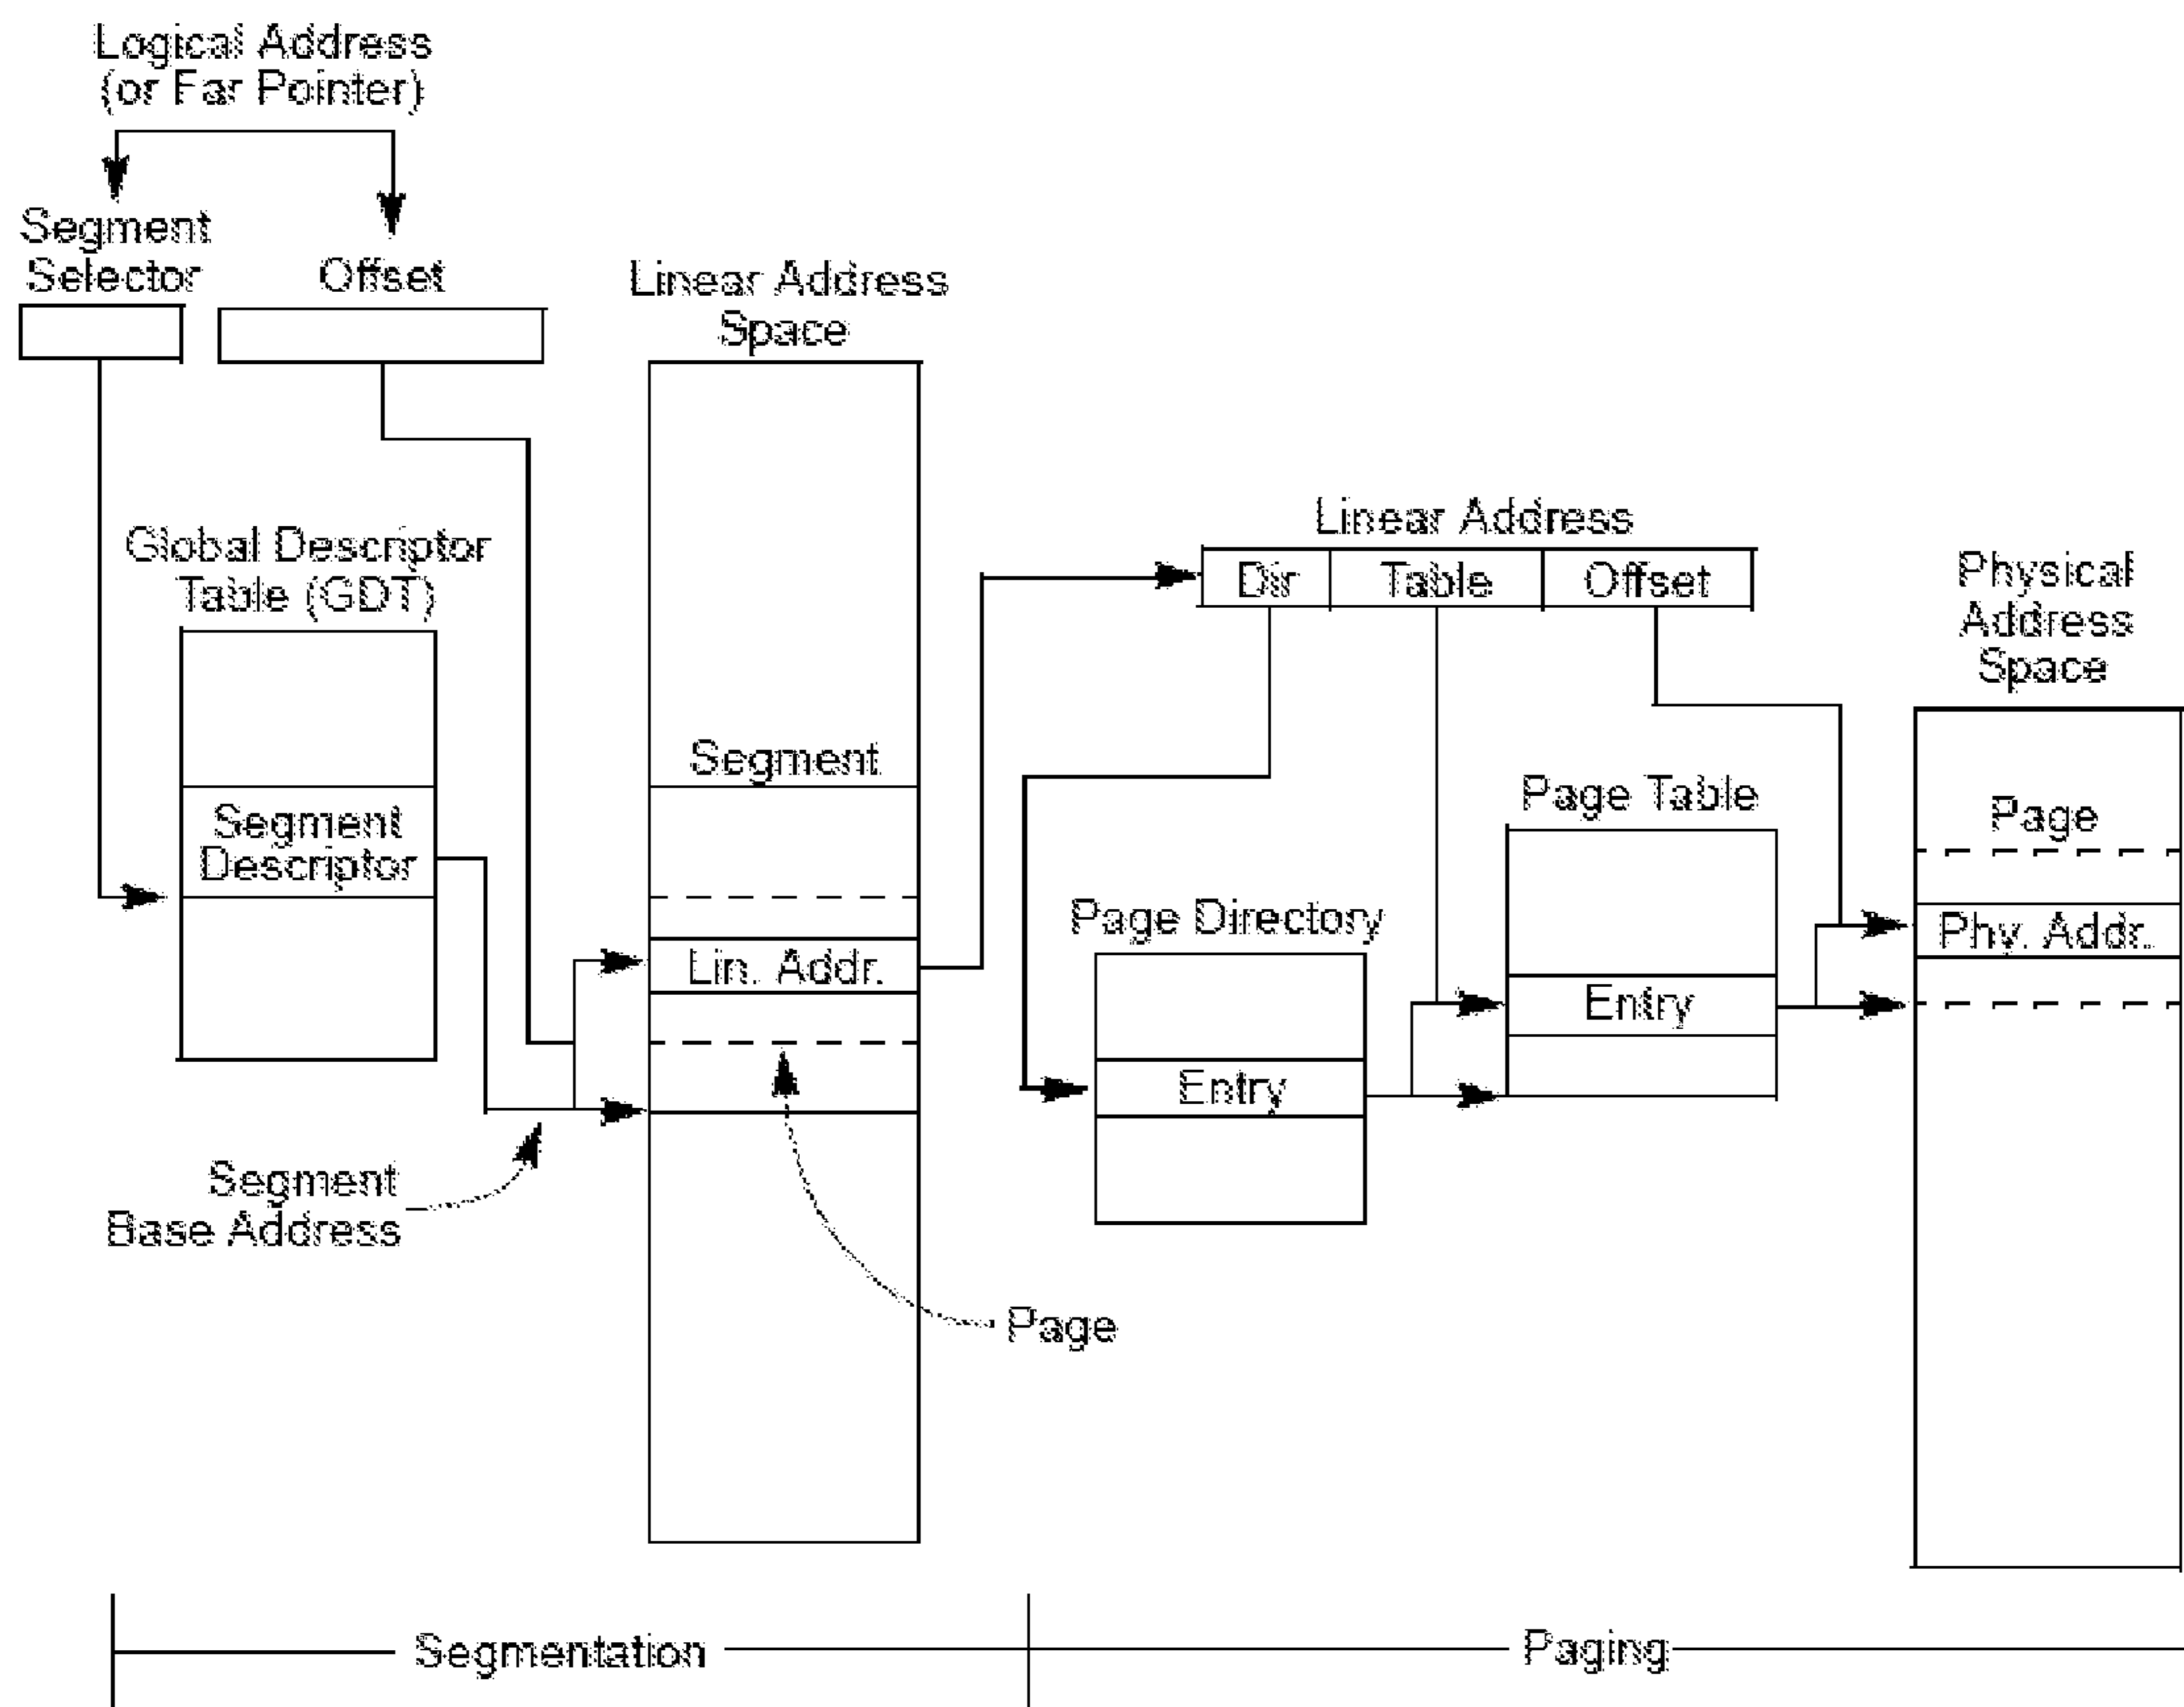 Logical Address
(or Far Pointer)
Segment
Selector
Offset
Linear Address
Space
Global Descriptor
Table (GDT)
Segment
Descriptor
Segment
Lin. Addr.
Segment
Base Address
Page
Linear Address
Dir
Table
Offset
Page Directory
Entry
Page Table
Entry
Physical
Address
Space
Page
Phy. Addr.
Segmentation
Paging